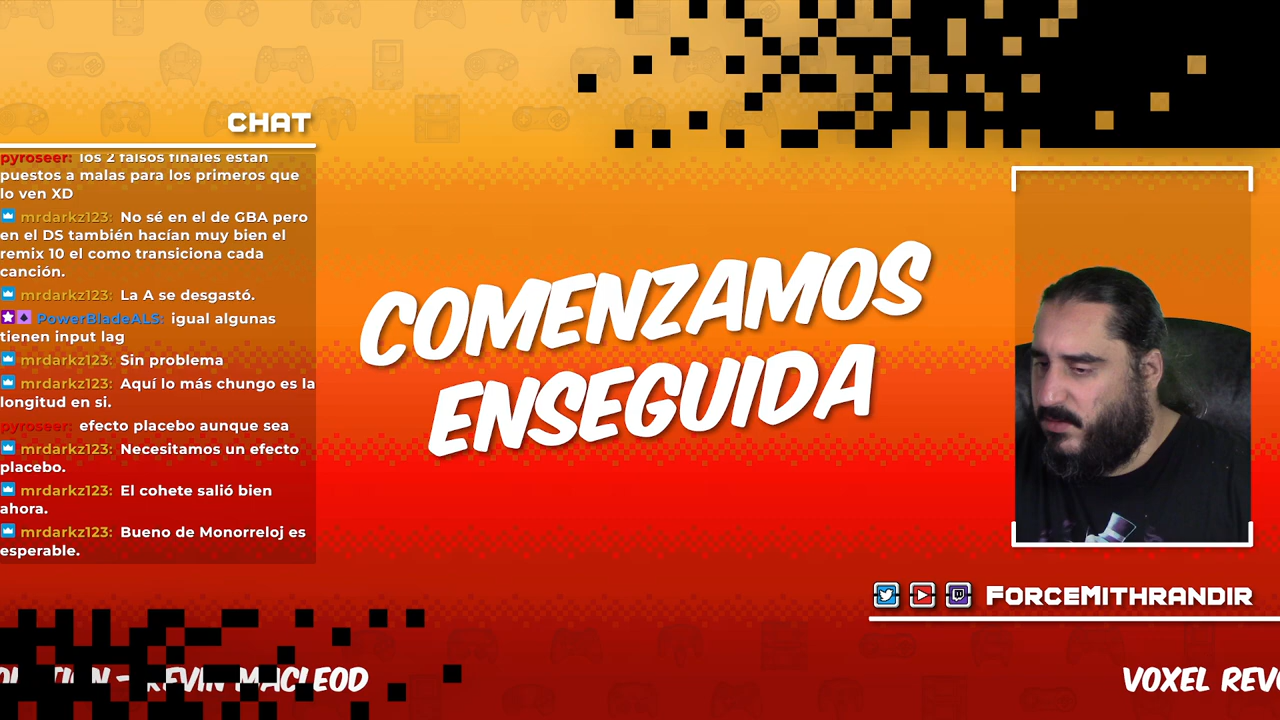 CHAT
pyroseer: los 2 falsos finales están
puestos a malas para los primeros que
lo ven XD
mrdarkz123: No sé en el de GBA pero
en el DS también hacían muy bien el
remix 10 el como transiciona cada
canción.
mrdarkz123: La A se desgastó.
PowerBladeALS: igual algunas
tienen input lag
mrdarkz123: Sin problema
mrdarkz123: Aquí lo más chungo es la
longitud en si.
pyroseer: efecto placebo aunque sea
mrdarkz123: Necesitamos un efecto
placebo.
mrdarkz123: El cohete salió bien
ahora.
mrdarkz123: Bueno de Monorreloj es
esperable.
COMENZAMOS
ENSEGUIDA
FORCEMITHRANDIR
- KEVIN MACLEOD
VOXEL REVO